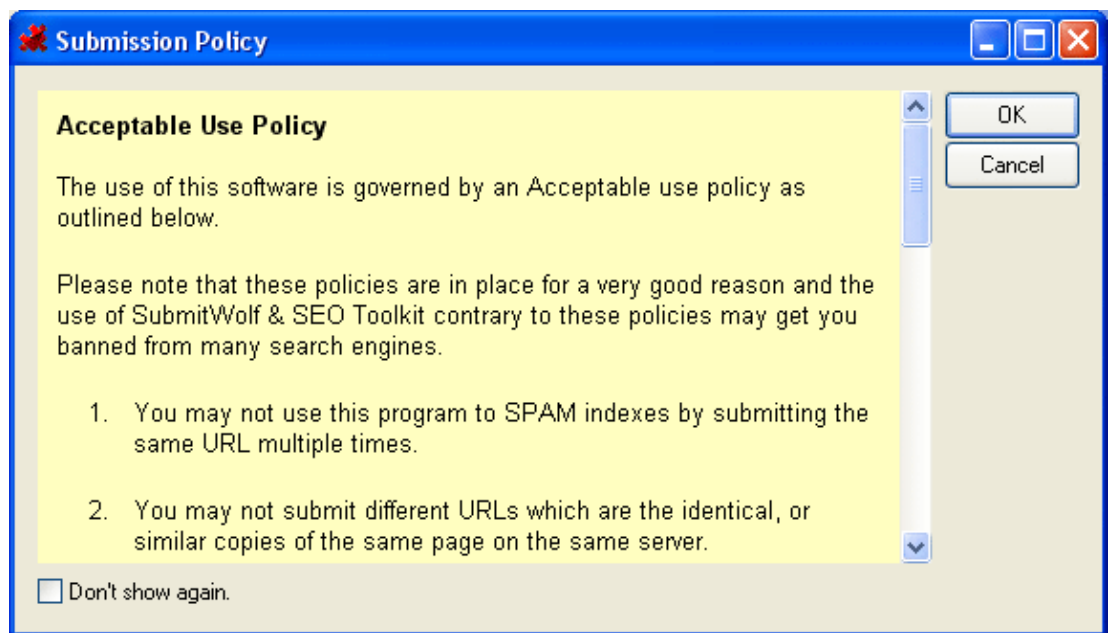 Submission Policy
Acceptable Use Policy
The use of this software is governed by an Acceptable use policy as
outlined below.
Please note that these policies are in place for a very good reason and the
use of SubmitWolf & SEO Toolkit contrary to these policies may get you
banned from many search engines.
1. You may not use this program to SPAM indexes by submitting the
same URL multiple times.
2. You may not submit different URLs which are the identical, or
similar copies of the same page on the same server.
OK
Cancel
Don't show again.